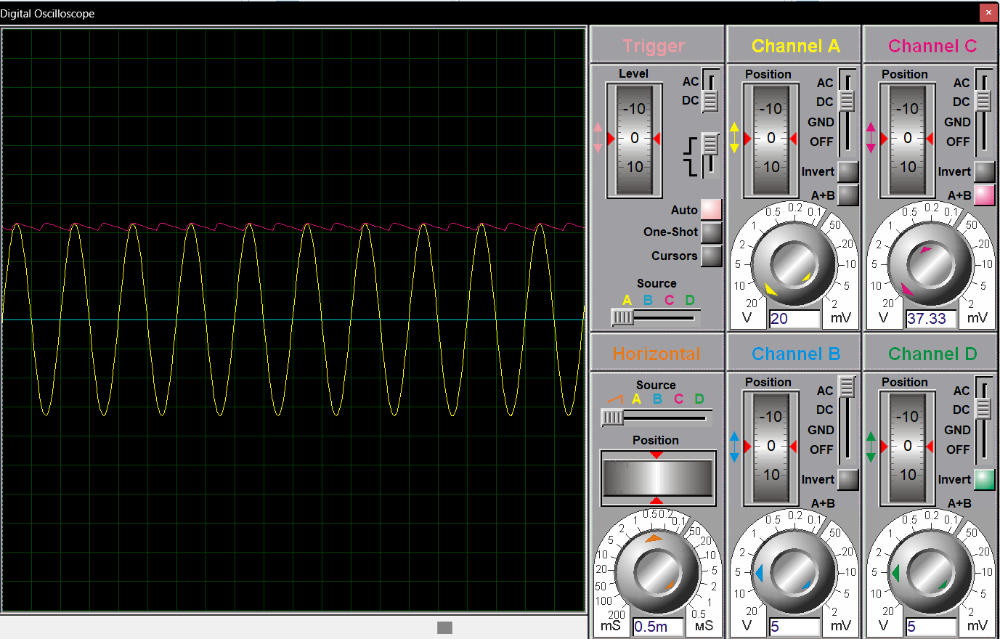 Digital Oscilloscope
Trigger
Level
AC
DC
-10
0
10
Auto
One-Shot
Cursors
Source
A B C D
Channel A
Position
AC
DC
GND
OFF
-10
0
10
Invert
A+B
20 10 5 2 1 0.5 0.2 0.1 50 20 10 5 2
V 20 mV
Channel C
Position
AC
DC
GND
OFF
-10
0
10
Invert
A+B
20 10 5 2 1 0.5 0.2 0.1 50 20 10 5 2
V 37.33 mV
Horizontal
Source
A B C D
Position
200 100 50 20 10 5 2 1 0.5 0.2 0.1 50 20 10 5 2 1 0.5
mS 0.5m мS
Channel B
Position
AC
DC
GND
OFF
-10
0
10
Invert
A+B
20 10 5 2 1 0.5 0.2 0.1 50 20 10 5 2
V 5 mV
Channel D
Position
AC
DC
GND
OFF
-10
0
10
Invert
A+B
20 10 5 2 1 0.5 0.2 0.1 50 20 10 5 2
V 5 mV